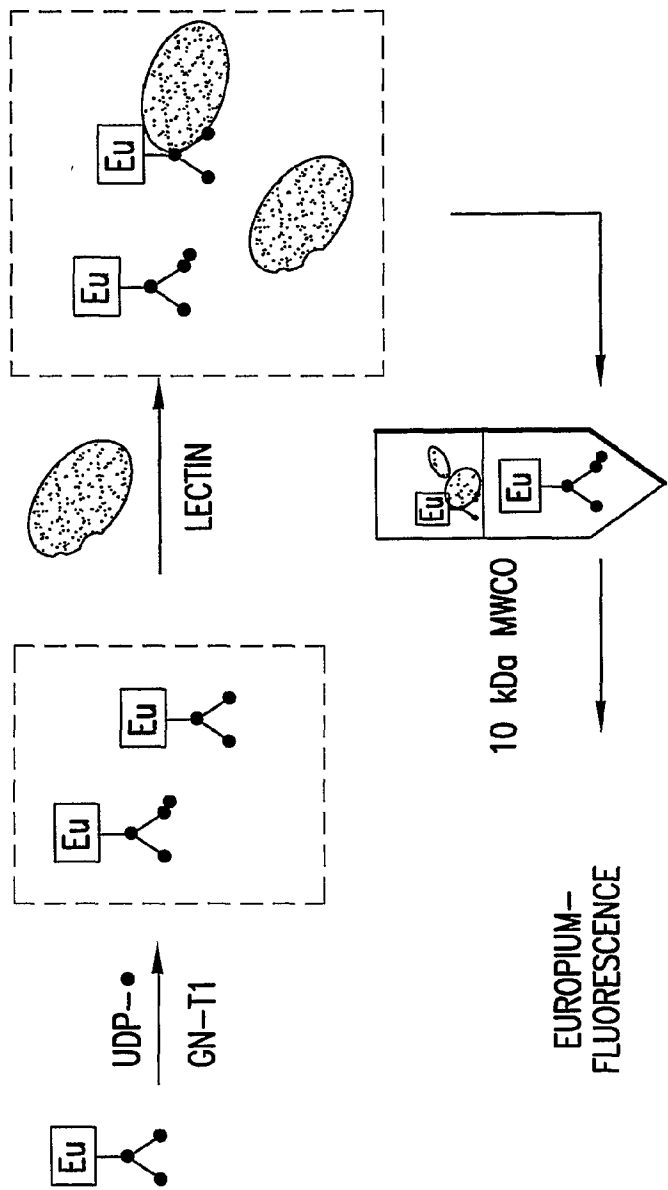 Eu
UDP-●
GN-T1
Eu
Eu
LECTIN
Eu
Eu
Eu
Eu
10 kDa MWCO
EUROPIUM-
FLUORESCENCE